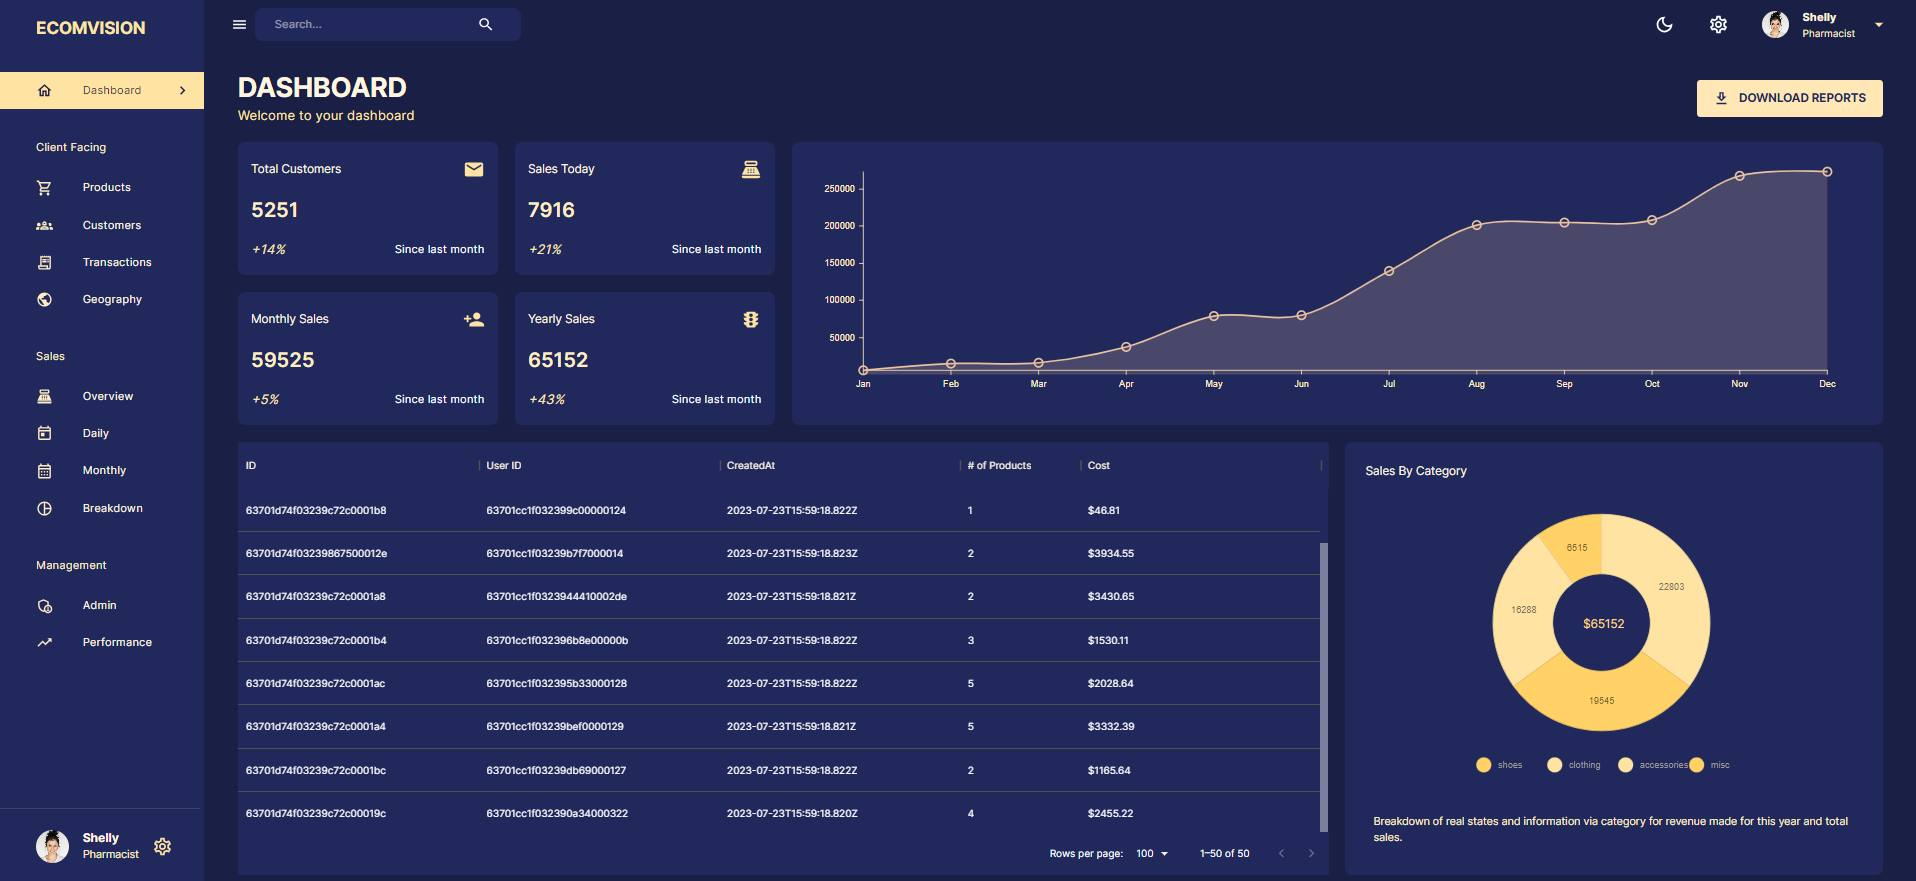 ECOMVISION
Search...
Shelly
Pharmacist
Dashboard
Client Facing
Products
Customers
Transactions
Geography
Sales
Overview
Daily
Monthly
Breakdown
Management
Admin
Performance
Shelly
Pharmacist
DASHBOARD
Welcome to your dashboard
DOWNLOAD REPORTS
Total Customers
5251
+14% Since last month
Sales Today
7916
+21% Since last month
Monthly Sales
59525
+5% Since last month
Yearly Sales
65152
+43% Since last month
250000
200000
150000
100000
50000
Jan Feb Mar Apr May Jun Jul Aug Sep Oct Nov Dec
ID User ID CreatedAt # of Products Cost
63701d74f03239c72c0001b8 63701cc1f032399c00000124 2023-07-23T15:59:18.822Z 1 $46.81
63701d74f03239867500012e 63701cc1f03239b7f7000014 2023-07-23T15:59:18.823Z 2 $3934.55
63701d74f03239c72c0001a8 63701cc1f0323944410002de 2023-07-23T15:59:18.821Z 2 $3430.65
63701d74f03239c72c0001b4 63701cc1f032396b8e00000b 2023-07-23T15:59:18.822Z 3 $1530.11
63701d74f03239c72c0001ac 63701cc1f032395b33000128 2023-07-23T15:59:18.822Z 5 $2028.64
63701d74f03239c72c0001a4 63701cc1f03239bef0000129 2023-07-23T15:59:18.821Z 5 $3332.39
63701d74f03239c72c0001bc 63701cc1f03239db69000127 2023-07-23T15:59:18.822Z 2 $1165.64
63701d74f03239c72c00019c 63701cc1f032390a34000322 2023-07-23T15:59:18.820Z 4 $2455.22
Rows per page: 100 1–50 of 50
Sales By Category
6515
22803
16288
$65152
19545
shoes clothing accessories misc
Breakdown of real states and information via category for revenue made for this year and total
sales.